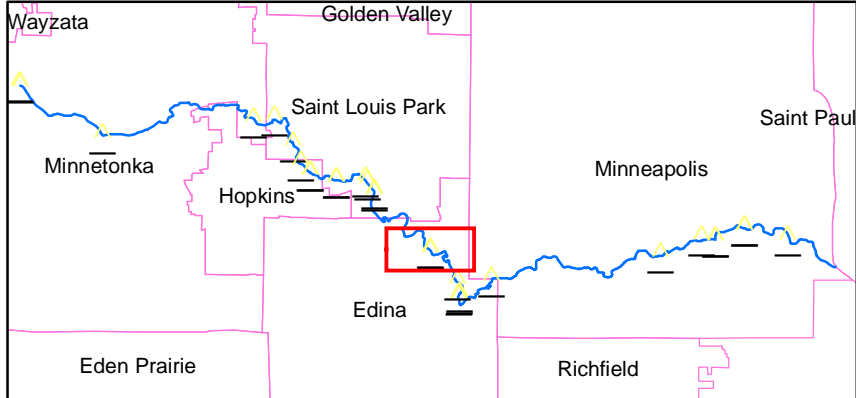 Golden Valley
Wayzata
Saint Louis Park
Saint Paul
Minnetonka
Minneapolis
Hopkins
Edina
Eden Prairie
Richfield